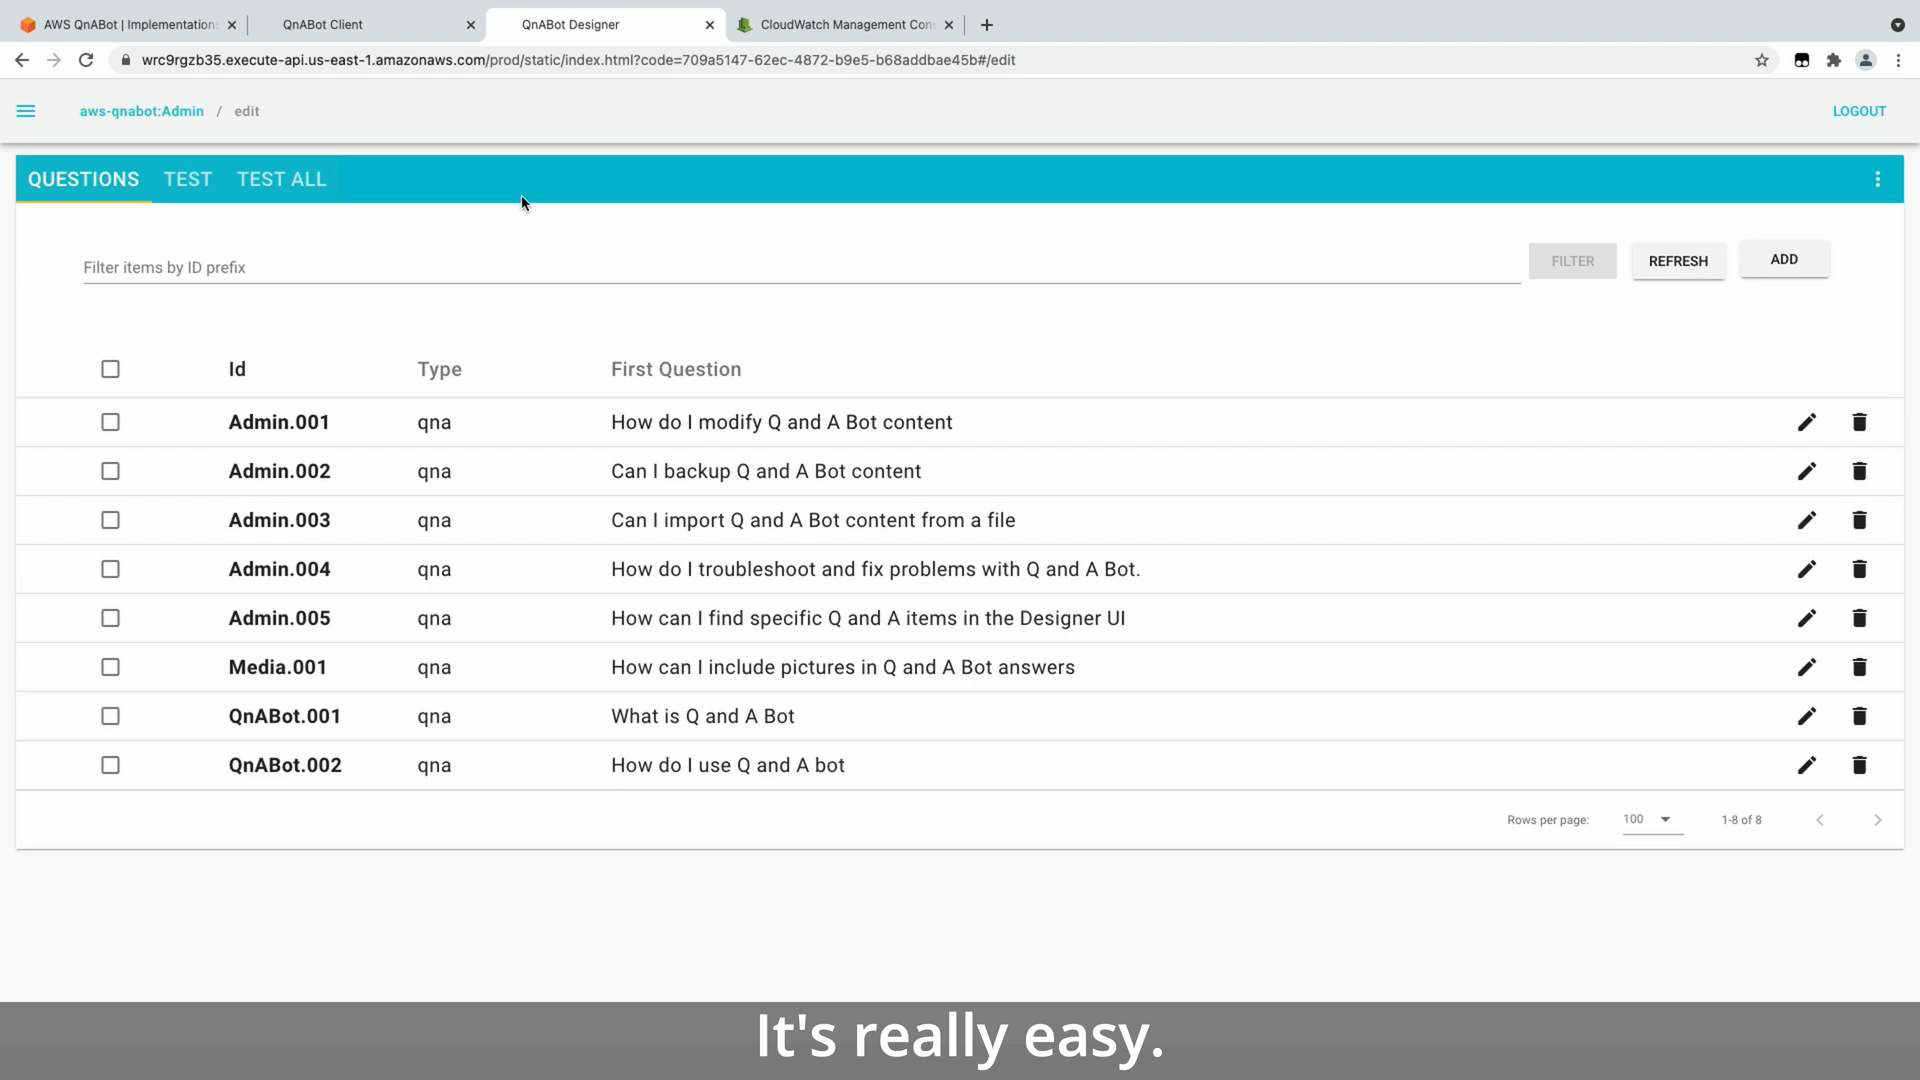 AWS QnABot | Implementation
QnABot Client
QnABot Designer
CloudWatch Management Con
wrc9rgzb35.execute-api.us-east-1.amazonaws.com/prod/static/index.html?code=709a5147-62ec-4872-b9e5-b68addbae45b#/edit
aws-qnabot:Admin / edit
LOGOUT
QUESTIONS TEST TEST ALL
Filter items by ID prefix
FILTER REFRESH ADD
Id Type First Question
Admin.001 qna How do I modify Q and A Bot content
Admin.002 qna Can I backup Q and A Bot content
Admin.003 qna Can I import Q and A Bot content from a file
Admin.004 qna How do I troubleshoot and fix problems with Q and A Bot.
Admin.005 qna How can I find specific Q and A items in the Designer UI
Media.001 qna How can I include pictures in Q and A Bot answers
QnABot.001 qna What is Q and A Bot
QnABot.002 qna How do I use Q and A bot
Rows per page: 100 1-8 of 8
It's really easy.